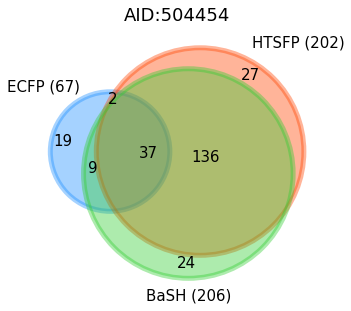 AID:504454
HTSFP (202)
27
ECFP (67)
2
19
37
136
9
24
BaSH (206)